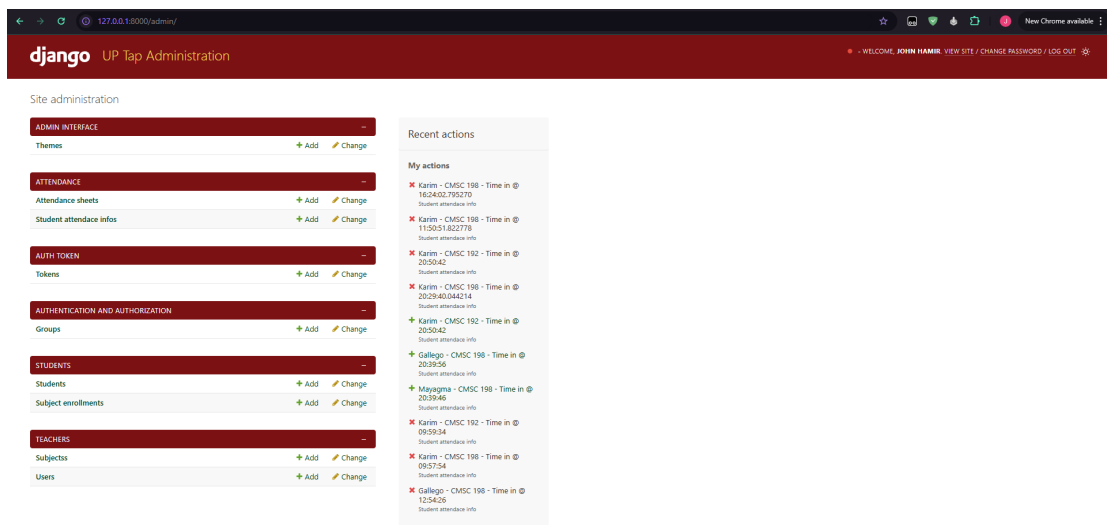 127.0.0.1:8000/admin/
New Chrome available
django UP Tap Administration
- WELCOME, JOHN HAMIR. VIEW SITE / CHANGE PASSWORD / LOG OUT
Site administration
ADMIN INTERFACE
Themes + Add Change
ATTENDANCE
Attendance sheets + Add Change
Student attendace infos + Add Change
AUTH TOKEN
Tokens + Add Change
AUTHENTICATION AND AUTHORIZATION
Groups + Add Change
STUDENTS
Students + Add Change
Subject enrollments + Add Change
TEACHERS
Subjectss + Add Change
Users + Add Change
Recent actions
My actions
Karim - CMSC 198 - Time in @
16:24:02.795270
Student attendace info
Karim - CMSC 198 - Time in @
11:50:51.822778
Student attendace info
Karim - CMSC 192 - Time in @
20:50:42
Student attendace info
Karim - CMSC 198 - Time in @
20:29:40.044214
Student attendace info
Karim - CMSC 192 - Time in @
20:50:42
Student attendace info
Gallego - CMSC 198 - Time in @
20:39:56
Student attendace info
Mayagma - CMSC 198 - Time in @
20:39:46
Student attendace info
Karim - CMSC 192 - Time in @
09:59:34
Student attendace info
Karim - CMSC 198 - Time in @
09:57:54
Student attendace info
Gallego - CMSC 198 - Time in @
12:54:26
Student attendace info